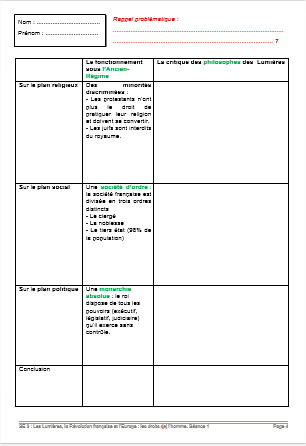 Nom : ...............................
Prénom : ...........................
Rappel problématique :
................................................................................
................................................................................ ?
Le fonctionnement
sous l'Ancien-
Régime
La critique des philosophes des Lumières
Sur le plan religieux
Des minorités
discriminées :
- Les protestants n'ont
plus le droit de
pratiquer leur religion
et doivent se convertir.
- Les juifs sont interdits
du royaume.
Sur le plan social
Une société d'ordre :
la société française est
divisée en trois ordres
distincts
- Le clergé
- La noblesse
- Le tiers état (98% de
la population)
Sur le plan politique
Une monarchie
absolue : le roi
dispose de tous les
pouvoirs (exécutif,
législatif, judiciaire)
qu'il exerce sans
contrôle.
Conclusion
SE 3 : Les Lumières, la Révolution française et l'Europe : les droits de l'homme. Séance 1
Page 4